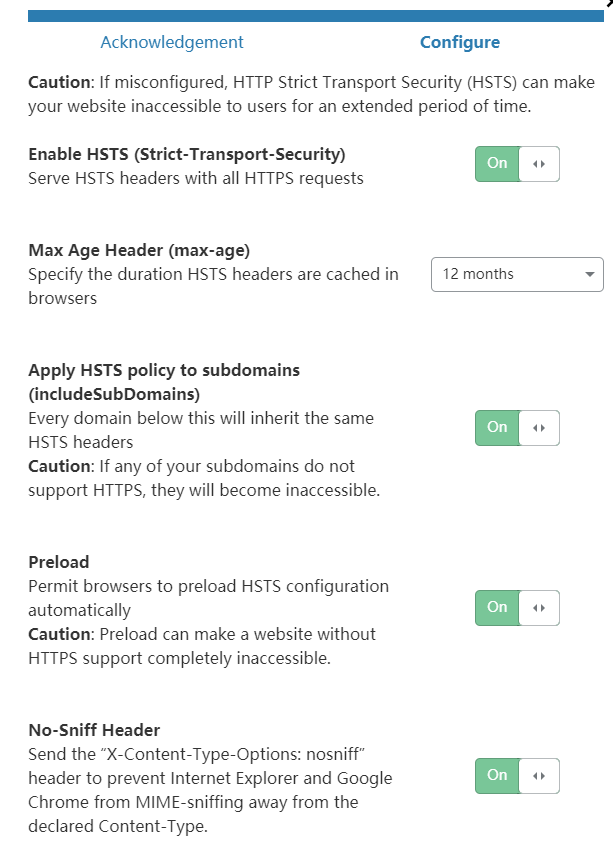 Acknowledgement
Configure
Caution: If misconfigured, HTTP Strict Transport Security (HSTS) can make
your website inaccessible to users for an extended period of time.
Enable HSTS (Strict-Transport-Security)
Serve HSTS headers with all HTTPS requests
On
Max Age Header (max-age)
Specify the duration HSTS headers are cached in
browsers
12 months
Apply HSTS policy to subdomains
(includeSubDomains)
Every domain below this will inherit the same
HSTS headers
Caution: If any of your subdomains do not
support HTTPS, they will become inaccessible.
On
Preload
Permit browsers to preload HSTS configuration
automatically
Caution: Preload can make a website without
HTTPS support completely inaccessible.
On
No-Sniff Header
Send the “X-Content-Type-Options: nosniff”
header to prevent Internet Explorer and Google
Chrome from MIME-sniffing away from the
declared Content-Type.
On